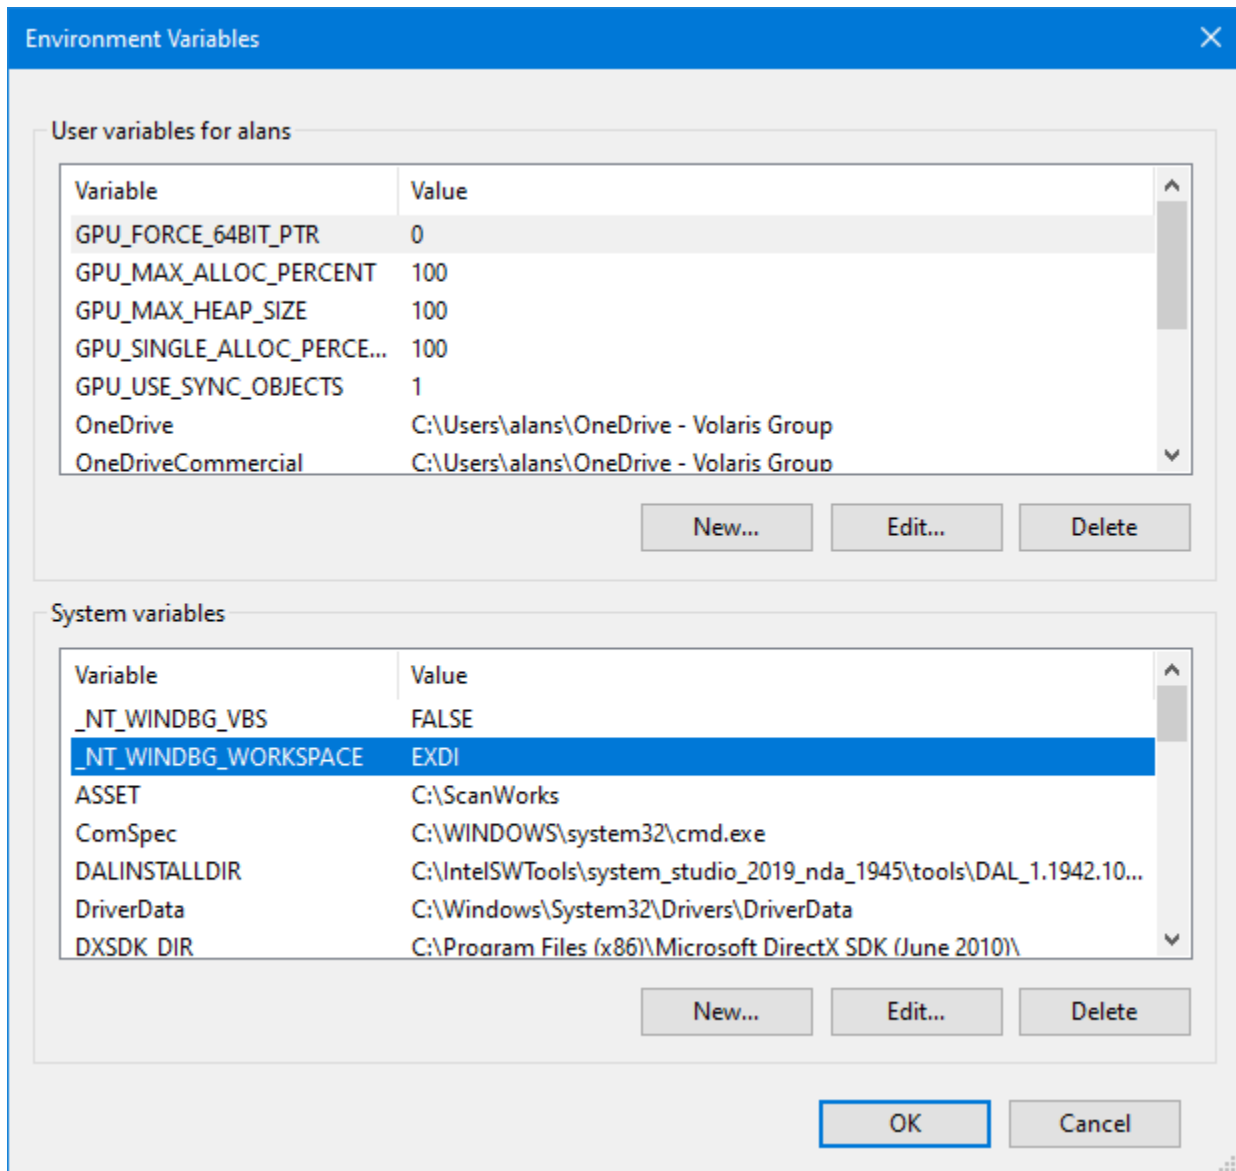 Environment Variables
User variables for alans
Variable Value
GPU_FORCE_64BIT_PTR 0
GPU_MAX_ALLOC_PERCENT 100
GPU_MAX_HEAP_SIZE 100
GPU_SINGLE_ALLOC_PERCE... 100
GPU_USE_SYNC_OBJECTS 1
OneDrive C:\Users\alans\OneDrive - Volaris Group
OneDriveCommercial C:\Users\alans\OneDrive - Volaris Group
New... Edit... Delete
System variables
Variable Value
_NT_WINDBG_VBS FALSE
_NT_WINDBG_WORKSPACE EXDI
ASSET C:\ScanWorks
ComSpec C:\WINDOWS\system32\cmd.exe
DALINSTALLDIR C:\IntelSWTools\system_studio_2019_nda_1945\tools\DAL_1.1942.10...
DriverData C:\Windows\System32\Drivers\DriverData
DXSDK_DIR C:\Program Files (x86)\Microsoft DirectX SDK (June 2010)\
New... Edit... Delete
OK Cancel